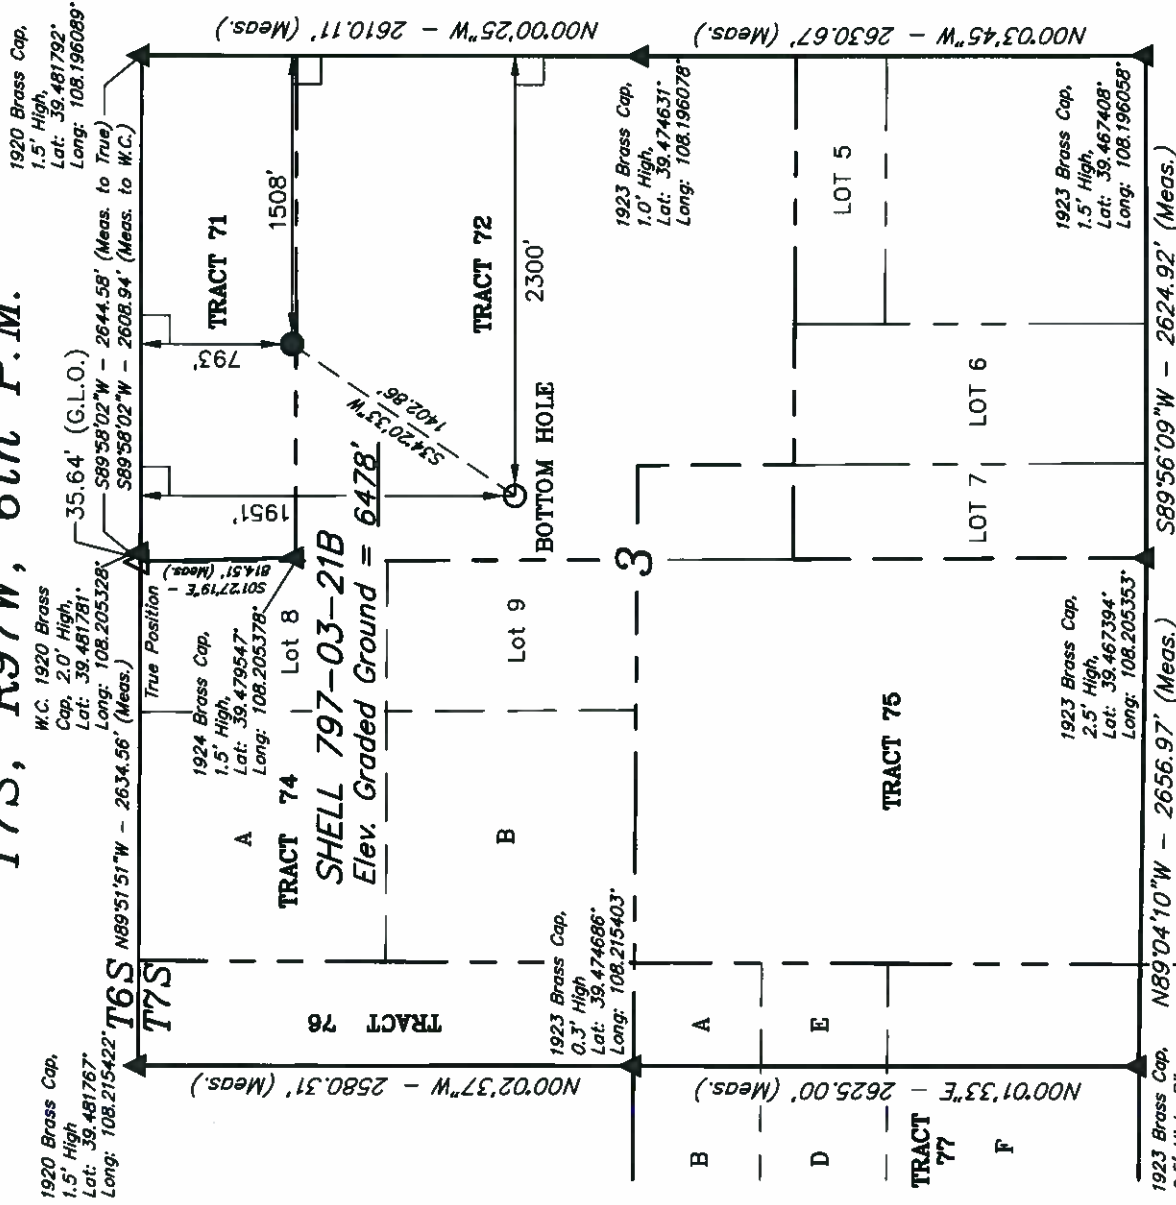 T7S, R97W, 6th P.M.
1920 Brass Cap,
1.5' High,
Lat: 39.481792°
Long: 108.196089°
35.64' (G.L.O.)
S89°58'02"W - 2644.58' (Meas. to True)
S89°58'02"W - 2608.94' (Meas. to W.C.)
W.C. 1920 Brass
Cap, 2.0' High,
Lat: 39.481781°
Long: 108.205328°
N89°51'51"W - 2634.56' (Meas.)
True Position
1920 Brass Cap,
1.5' High
Lat: 39.481767°
Long: 108.215422°
T6S
T7S
TRACT 71
793'
1508'
S01°27'19"E -
814.51' (Meas.)
1924 Brass Cap,
1.5' High,
Lat: 39.479547°
Long: 108.205378°
Lot 8
1951'
S34°20'33"W
1402.86'
A
TRACT 74
SHELL 797-03-21B
Elev. Graded Ground = 6478'
N00°00'25"W - 2610.11' (Meas.)
TRACT 72
2300'
BOTTOM HOLE
Lot 9
B
TRACT 76
N00°02'37"W - 2580.31' (Meas.)
1923 Brass Cap,
0.3' High
Lat: 39.474686°
Long: 108.215403°
1923 Brass Cap,
1.0' High,
Lat: 39.474631°
Long: 108.196078°
3
LOT 5
N00°03'45"W - 2630.67' (Meas.)
A
B
E
D
TRACT
77
F
N00°01'33"E - 2625.00' (Meas.)
TRACT 75
LOT 7
LOT 6
1923 Brass Cap,
2.5' High,
Lat: 39.467394°
Long: 108.205353°
1923 Brass Cap,
1.5' High,
Lat: 39.467408°
Long: 108.196058°
1923 Brass Cap,
N89°04'10"W - 2656.97' (Meas.)
S89°56'09"W - 2624.92' (Meas.)